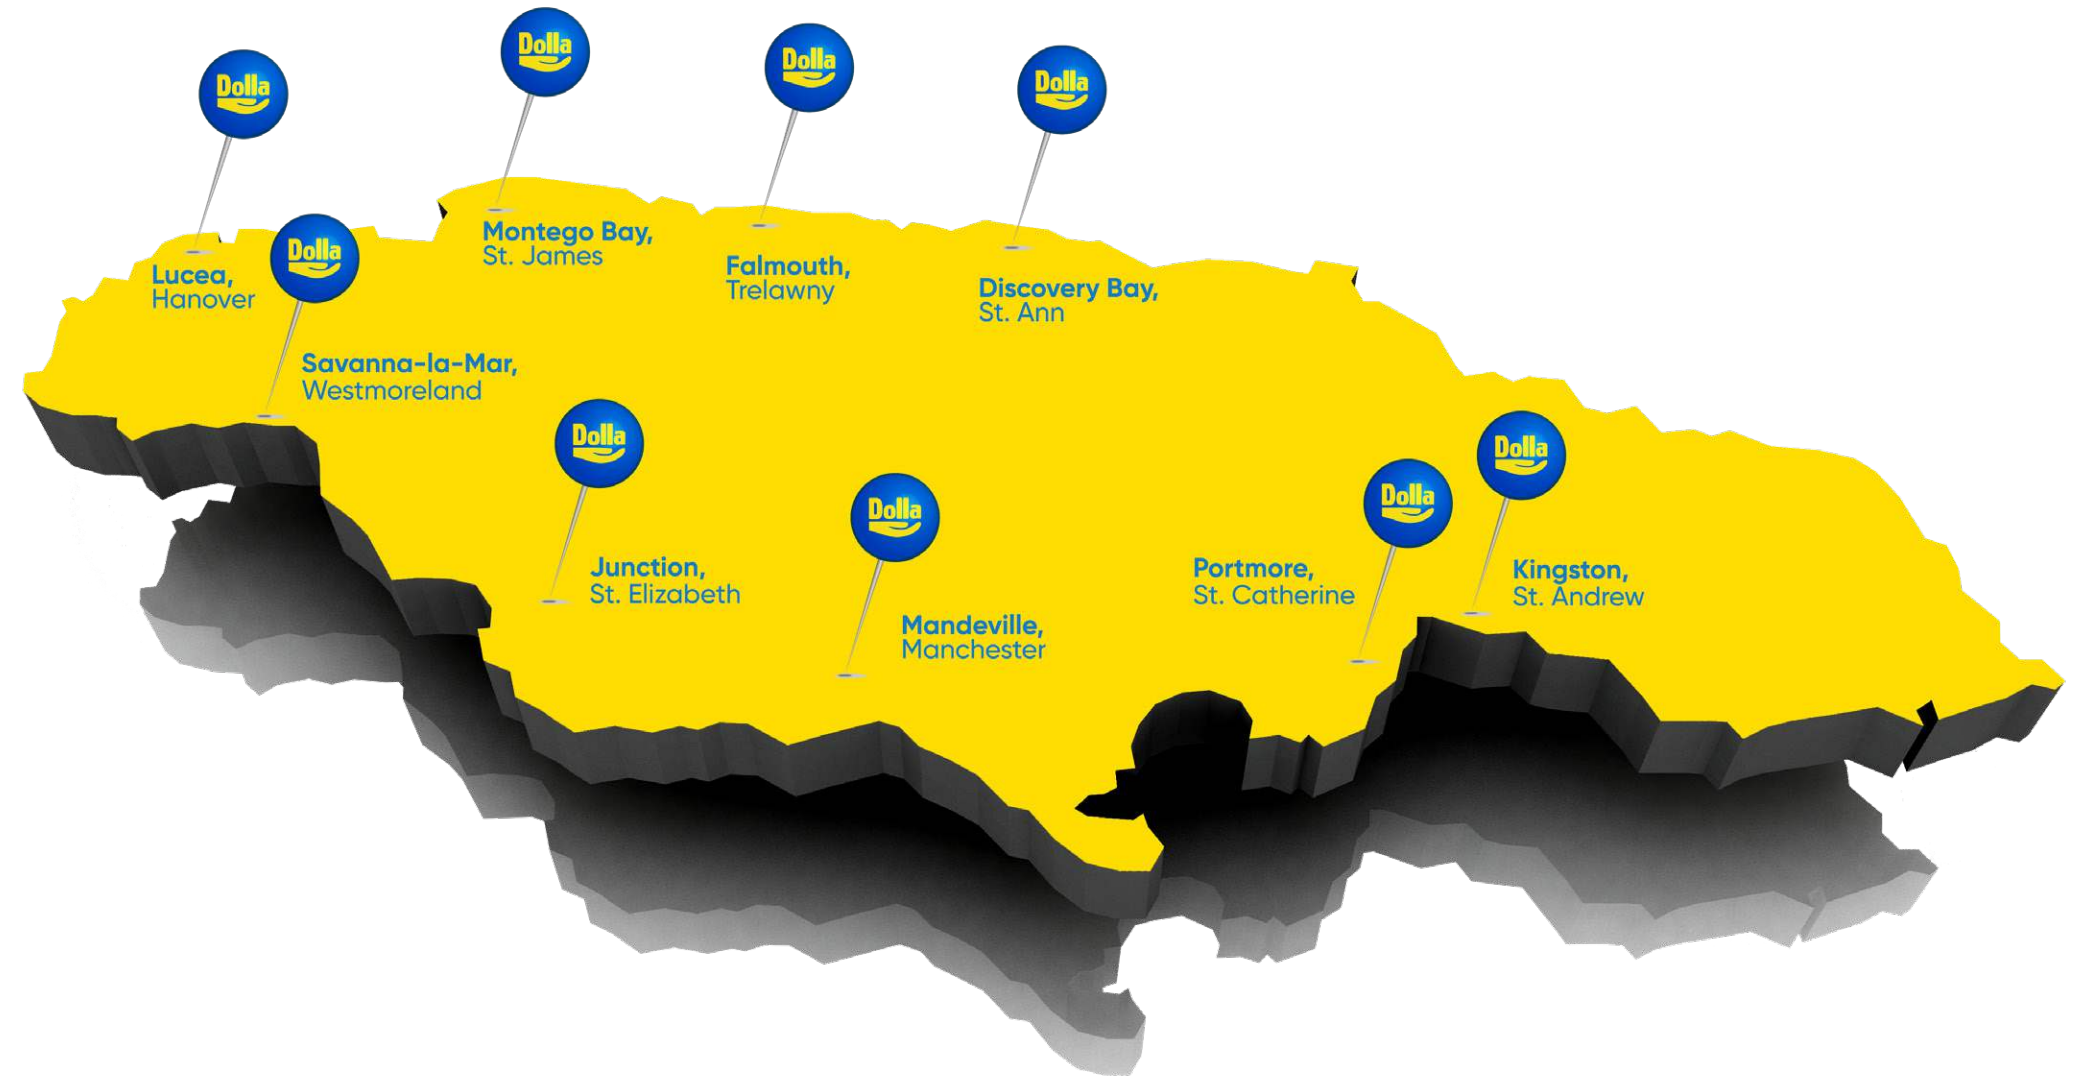 Dolla
Dolla
Dolla
Dolla
Montego Bay,
St. James
Dolla
Lucea,
Hanover
Falmouth,
Trelawny
Discovery Bay,
St. Ann
Savanna-la-Mar,
Westmoreland
Dolla
Dolla
Dolla
Dolla
Junction,
St. Elizabeth
Portmore,
St. Catherine
Kingston,
St. Andrew
Mandeville,
Manchester